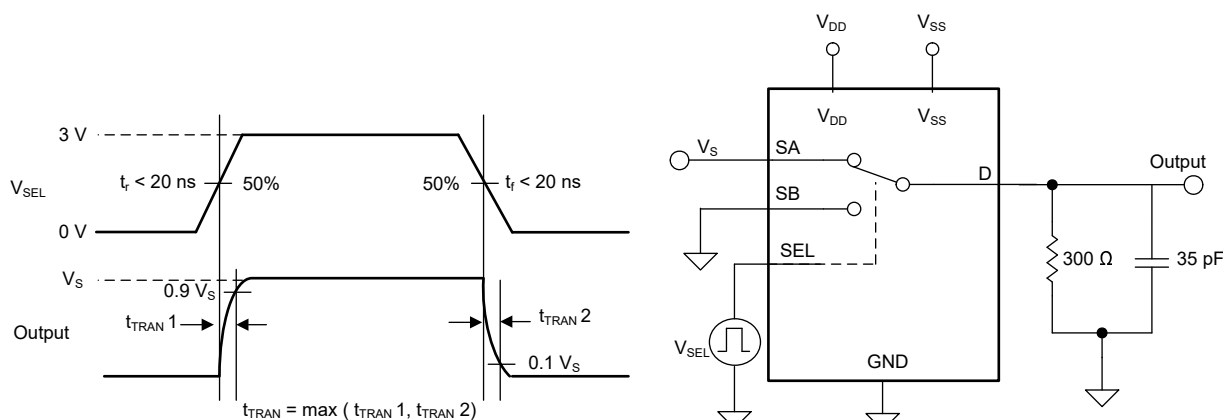 3 V
V_SEL
t_r < 20 ns
50%
50%
t_f < 20 ns
0 V
V_S
0.9 V_S
Output
t_TRAN 1
t_TRAN 2
0.1 V_S
t_TRAN = max ( t_TRAN 1, t_TRAN 2)
V_DD
V_SS
V_DD
V_SS
V_S
SA
SB
SEL
D
Output
300 Ω
35 pF
V_SEL
GND